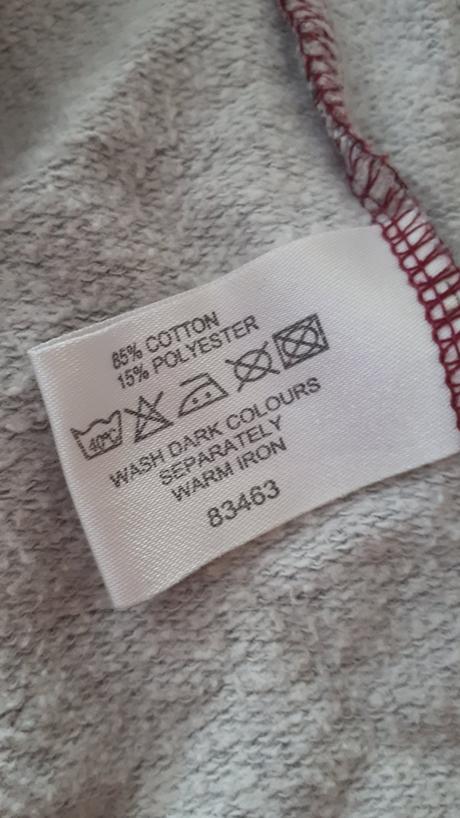 85% COTTON
15% POLYESTER
40°C
WASH DARK COLOURS
SEPARATELY
WARM IRON
83463